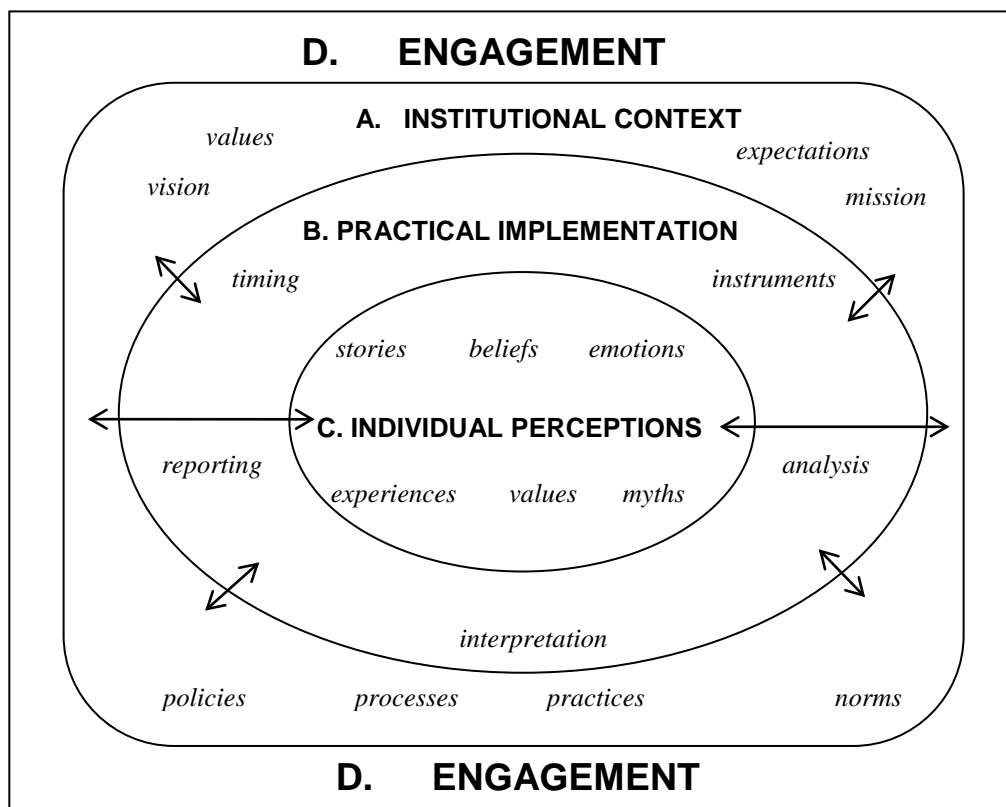 D. ENGAGEMENT
A. INSTITUTIONAL CONTEXT
values
expectations
vision
mission
B. PRACTICAL IMPLEMENTATION
timing
instruments
stories beliefs emotions
C. INDIVIDUAL PERCEPTIONS
reporting
analysis
experiences values myths
interpretation
policies processes practices norms
D. ENGAGEMENT